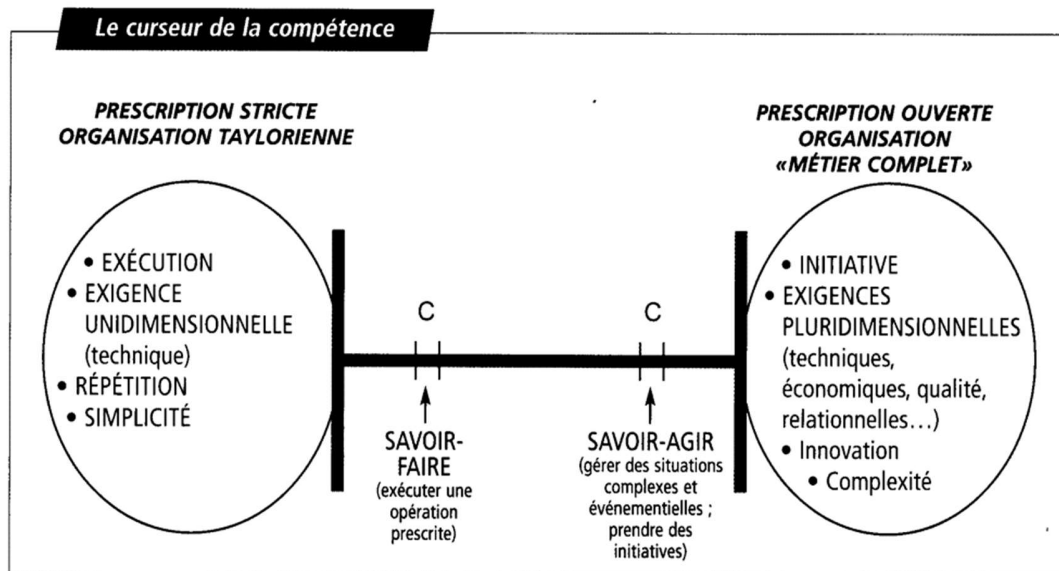 Le curseur de la compétence
PRESCRIPTION STRICTE
ORGANISATION TAYLORIENNE
PRESCRIPTION OUVERTE
ORGANISATION
«MÉTIER COMPLET»
• EXÉCUTION
• EXIGENCE
UNIDIMENSIONNELLE
(technique)
• RÉPÉTITION
• SIMPLICITÉ
C
SAVOIR-
FAIRE
(exécuter une
opération
prescrite)
C
SAVOIR-AGIR
(gérer des situations
complexes et
événementielles ;
prendre des
initiatives)
• INITIATIVE
• EXIGENCES
PLURIDIMENSIONNELLES
(techniques,
économiques, qualité,
relationnelles...)
• Innovation
• Complexité